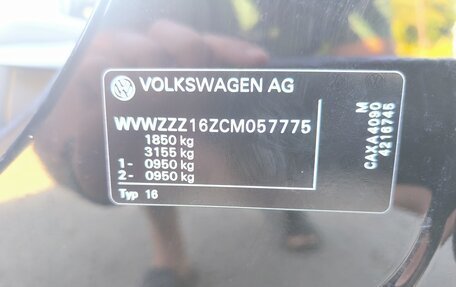 VOLKSWAGEN AG
WVWZZZ16ZCM057775
1850 kg
3155 kg
1- 0950 kg
2- 0950 kg
Typ 16
M
CAXA4090
4216745